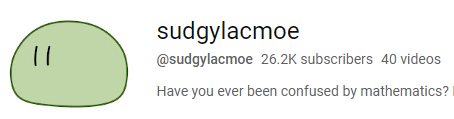 sudgylacmoe
@sudgylacmoe 26.2K subscribers 40 videos
Have you ever been confused by mathematics?